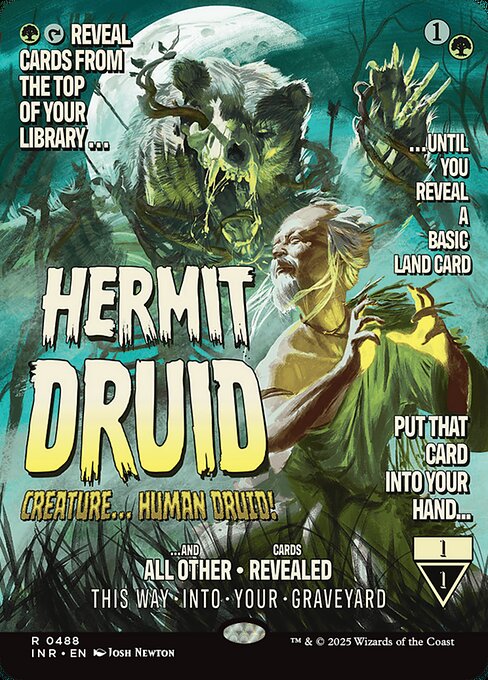 REVEAL
CARDS FROM
THE TOP
OF YOUR
LIBRARY...
1
...UNTIL
YOU
REVEAL
A
BASIC
LAND CARD
HERMIT
DRUID
CREATURE... HUMAN DRUID!
PUT THAT
CARD
INTO YOUR
HAND...
...AND CARDS
ALL OTHER • REVEALED
THIS WAY • INTO • YOUR • GRAVEYARD
1
1
R 0488
INR • EN JOSH NEWTON
™ & © 2025 Wizards of the Coast